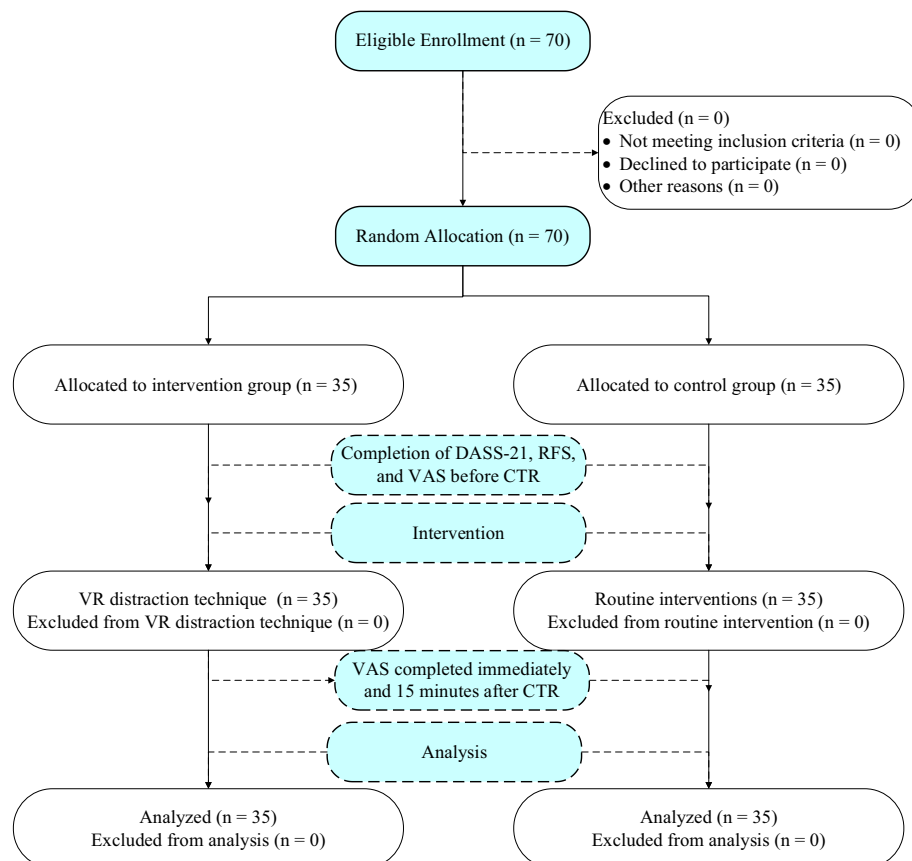 Eligible Enrollment (n = 70)
Excluded (n = 0)
• Not meeting inclusion criteria (n = 0)
• Declined to participate (n = 0)
• Other reasons (n = 0)
Random Allocation (n = 70)
Allocated to intervention group (n = 35)
Allocated to control group (n = 35)
Completion of DASS-21, RFS,
and VAS before CTR
Intervention
VR distraction technique (n = 35)
Excluded from VR distraction technique (n = 0)
Routine interventions (n = 35)
Excluded from routine intervention (n = 0)
VAS completed immediately
and 15 minutes after CTR
Analysis
Analyzed (n = 35)
Excluded from analysis (n = 0)
Analyzed (n = 35)
Excluded from analysis (n = 0)